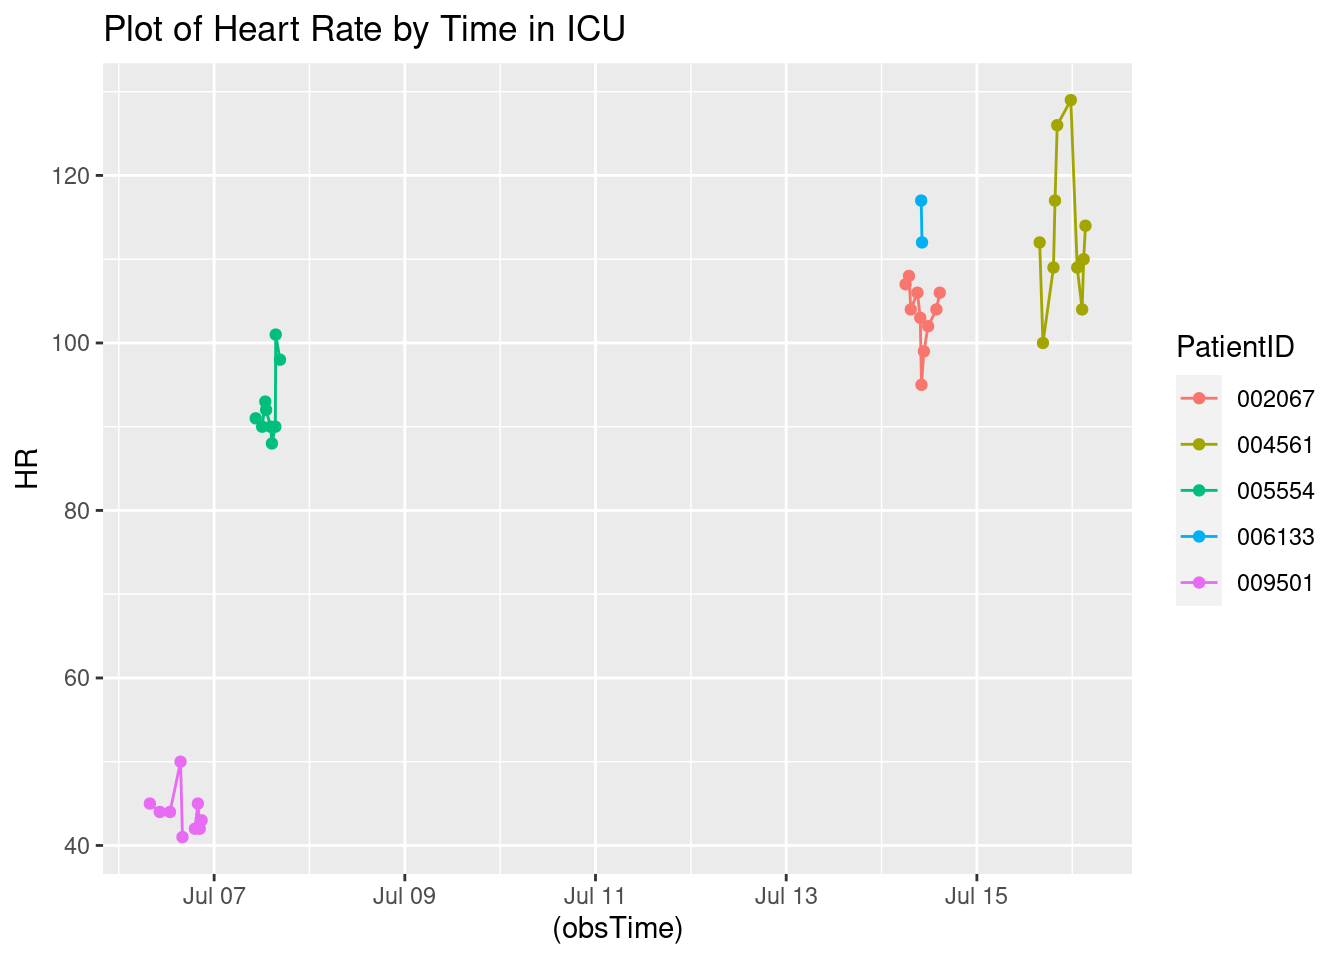 Plot of Heart Rate by Time in ICU
HR
120
100
80
60
40
Jul 07
Jul 09
Jul 11
Jul 13
Jul 15
(obsTime)
PatientID
002067
004561
005554
006133
009501